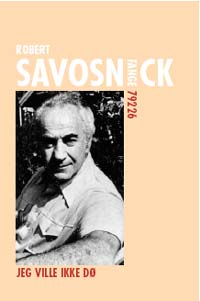 ROBERT
SAVOSNICK
FANGE 79226
JEG VILLE IKKE DØ